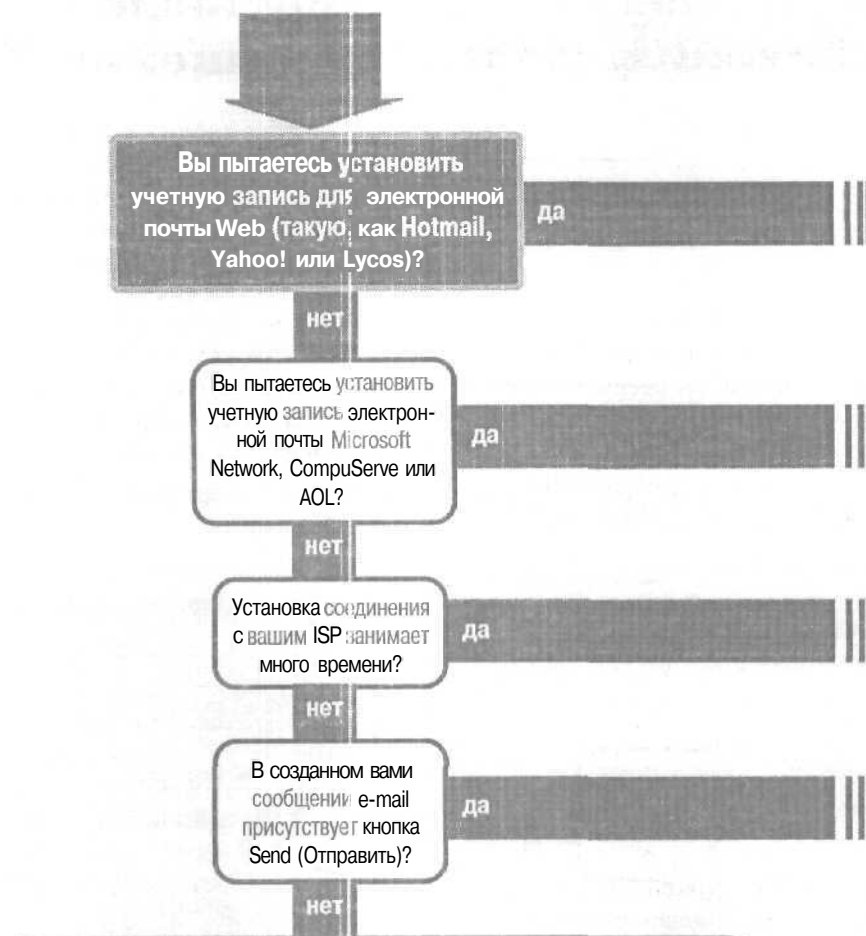 Вы пытаетесь установить
учетную запись для электронной
почты Web (такую, как Hotmail,
Yahoo! или Lycos)?
да
нет
Вы пытаетесь установить
учетную запись электрон-
ной почты Microsoft
Network, CompuServe или
AOL?
да
нет
Установка соединения
с вашим ISP занимает
много времени?
да
нет
В созданном вами
сообщении e-mail
присутствует кнопка
Send (Отправить)?
да
нет